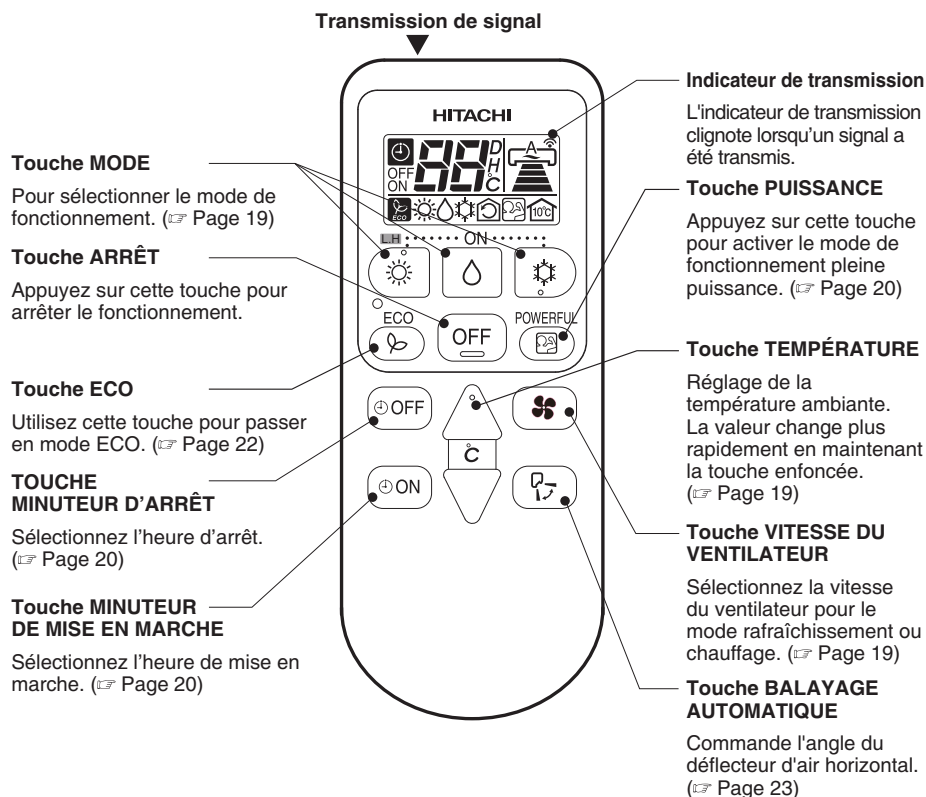 Transmission de signal
Touche MODE
Pour sélectionner le mode de
fonctionnement. (☞ Page 19)
Touche ARRÊT
Appuyez sur cette touche pour
arrêter le fonctionnement.
Touche ECO
Utilisez cette touche pour passer
en mode ECO. (☞ Page 22)
TOUCHE
MINUTEUR D'ARRÊT
Sélectionnez l'heure d'arrêt.
(☞ Page 20)
Touche MINUTEUR
DE MISE EN MARCHE
Sélectionnez l'heure de mise en
marche. (☞ Page 20)
HITACHI
OFF
ON
88
D
H
°C
A
ECO
10°C
L.H
ON
ECO
OFF
POWERFUL
OFF
°C
ON
Indicateur de transmission
L'indicateur de transmission
clignote lorsqu'un signal a
été transmis.
Touche PUISSANCE
Appuyez sur cette touche
pour activer le mode de
fonctionnement pleine
puissance. (☞ Page 20)
Touche TEMPÉRATURE
Réglage de la
température ambiante.
La valeur change plus
rapidement en maintenant
la touche enfoncée.
(☞ Page 19)
Touche VITESSE DU
VENTILATEUR
Sélectionnez la vitesse
du ventilateur pour le
mode rafraîchissement ou
chauffage. (☞ Page 19)
Touche BALAYAGE
AUTOMATIQUE
Commande l'angle du
déflecteur d'air horizontal.
(☞ Page 23)